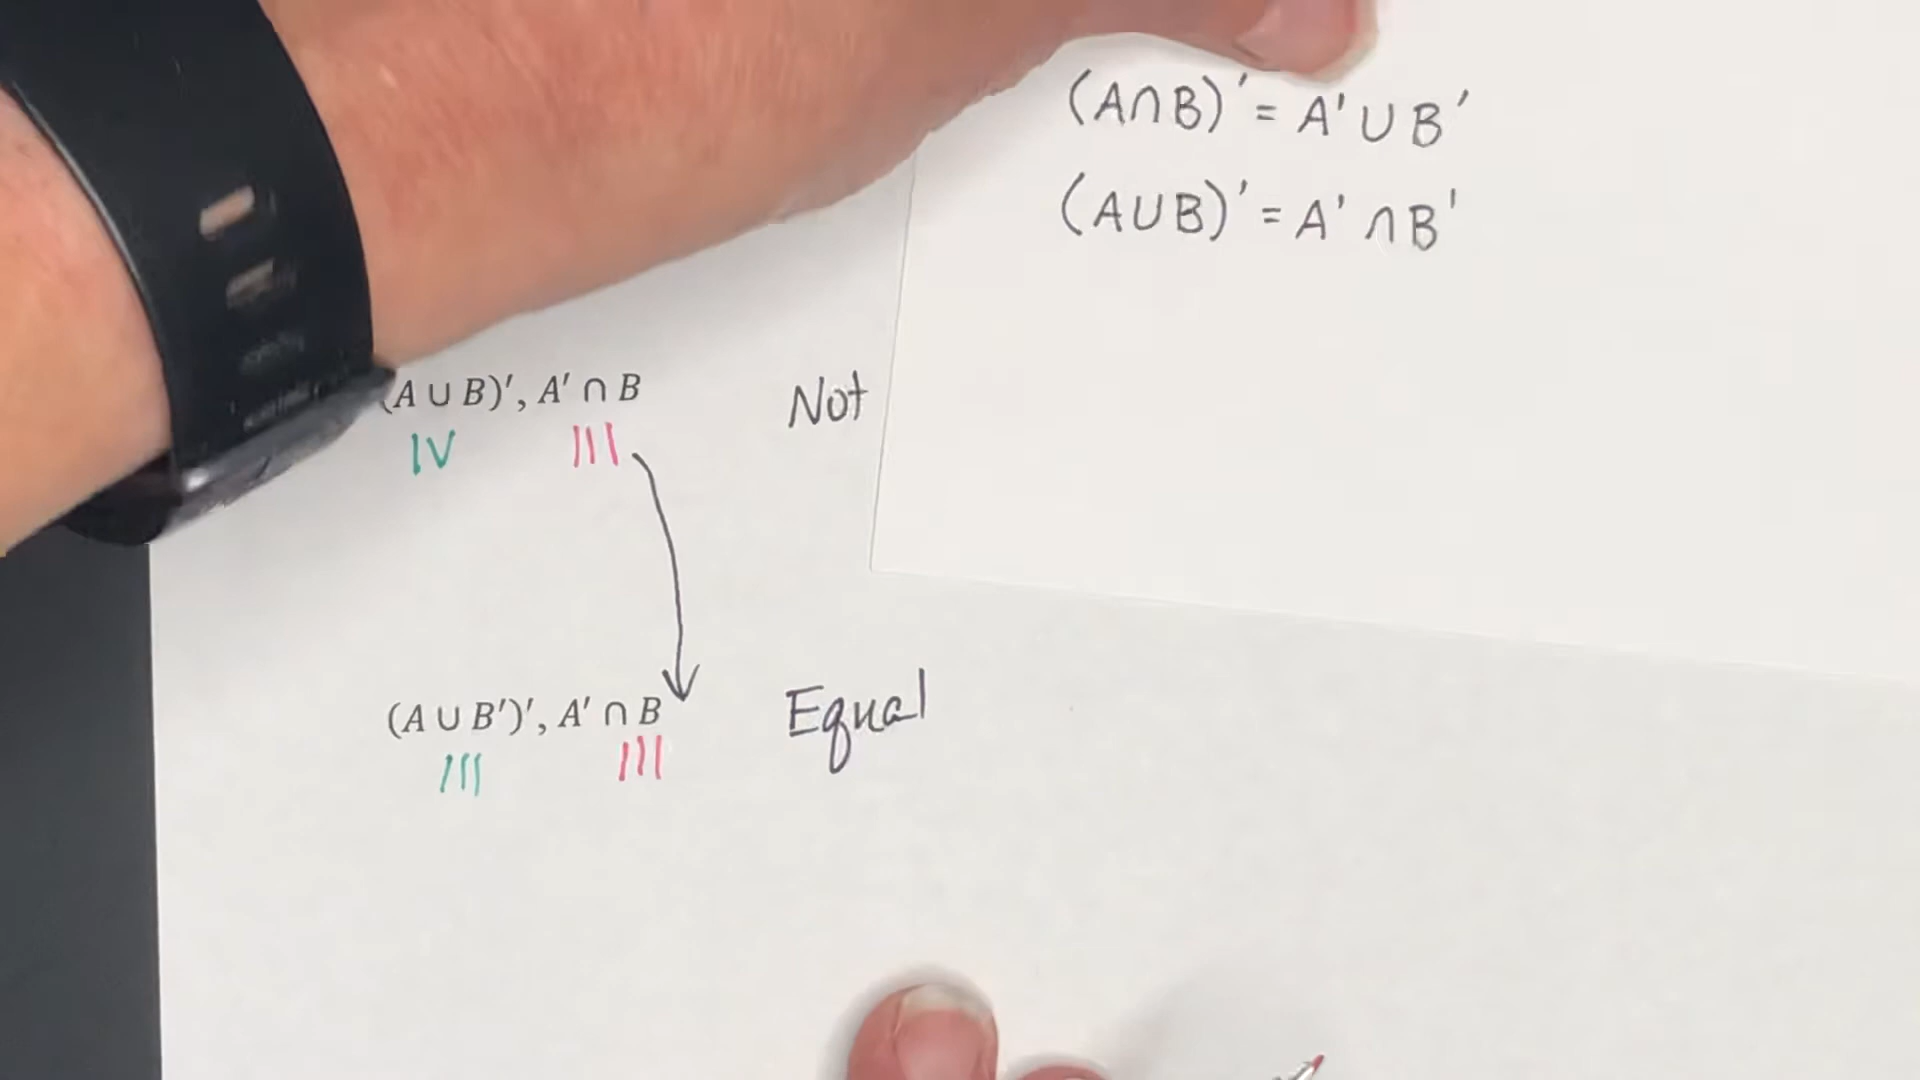 (A∩B)′ = A′ ∪ B′
(A∪B)′ = A′ ∩ B′
(A ∪ B)′, A′ ∩ B Not
IV III
(A ∪ B′)′, A′ ∩ B Equal
III III